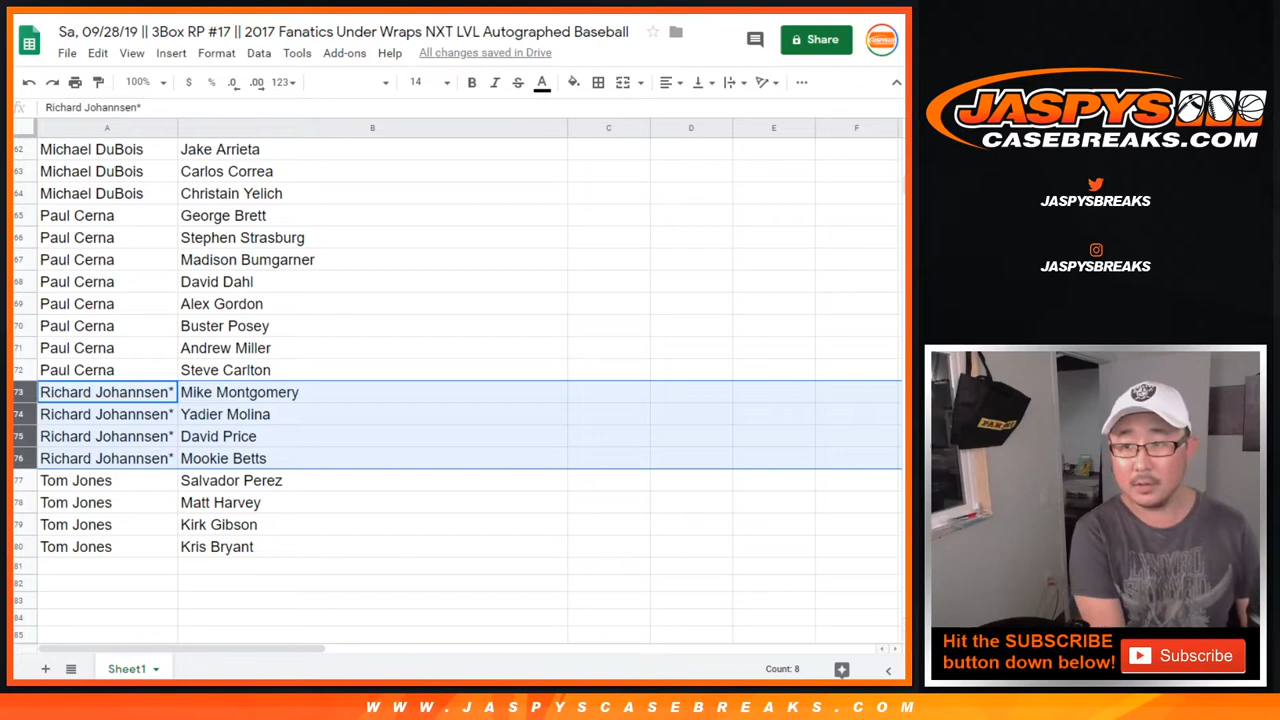 Sa, 09/28/19 || 3Box RP #17 || 2017 Fanatics Under Wraps NXT LVL Autographed Baseball
Share
File Edit View Insert Format Data Tools Add-ons Help All changes saved in Drive
100% $ % .0 .00 123 14 B I S A
fx Richard Johannsen*
A B C D E F
62 Michael DuBois Jake Arrieta
63 Michael DuBois Carlos Correa
64 Michael DuBois Christain Yelich
65 Paul Cerna George Brett
66 Paul Cerna Stephen Strasburg
67 Paul Cerna Madison Bumgarner
68 Paul Cerna David Dahl
69 Paul Cerna Alex Gordon
70 Paul Cerna Buster Posey
71 Paul Cerna Andrew Miller
72 Paul Cerna Steve Carlton
73 Richard Johannsen* Mike Montgomery
74 Richard Johannsen* Yadier Molina
75 Richard Johannsen* David Price
76 Richard Johannsen* Mookie Betts
77 Tom Jones Salvador Perez
78 Tom Jones Matt Harvey
79 Tom Jones Kirk Gibson
80 Tom Jones Kris Bryant
81
82
83
84
85
Sheet1
Count: 8
JASPYS
CASEBREAKS.COM
JASPYSBREAKS
JASPYSBREAKS
LYNYRD
Hit the SUBSCRIBE
button down below!
Subscribe
WWW.JASPYSCASEBREAKS.COM